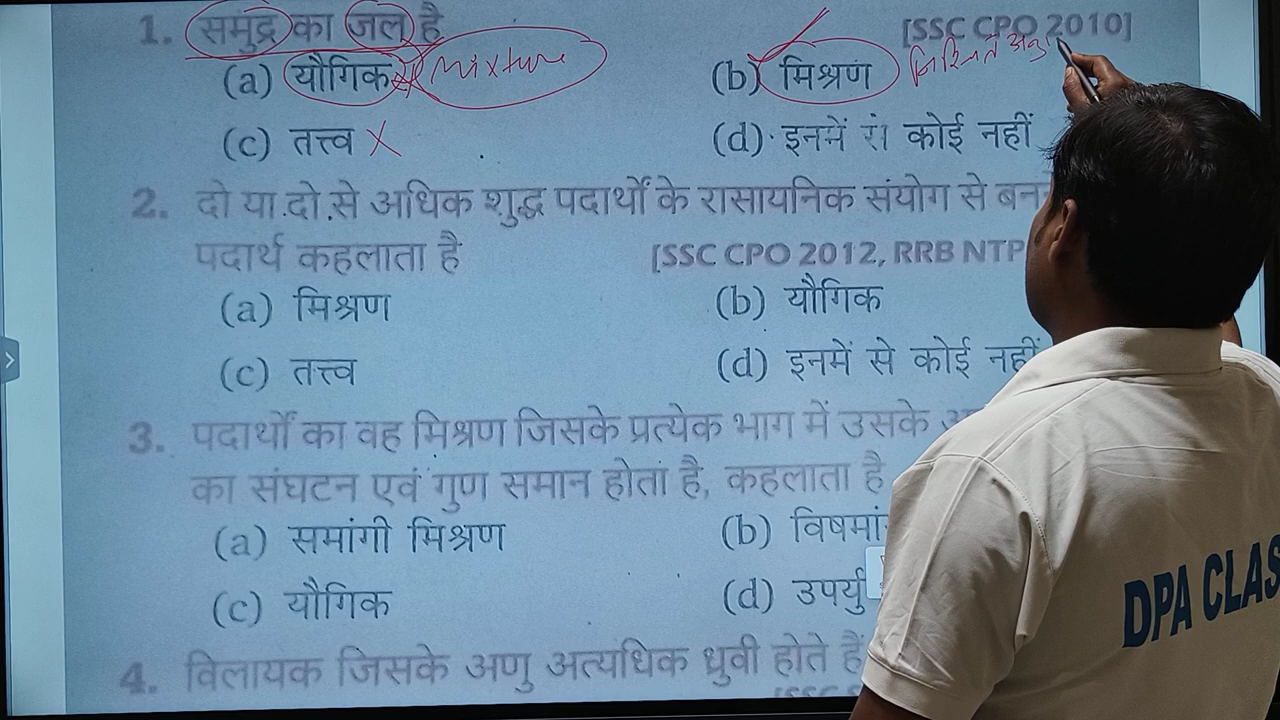 1. समुद्र का जल है [SSC CPO 2010]
(a) यौगिक mixture (b) मिश्रण निश्चित
(c) तत्त्व X (d) इनमें से कोई नहीं
2. दो या दो से अधिक शुद्ध पदार्थों के रासायनिक संयोग से बन
पदार्थ कहलाता है [SSC CPO 2012, RRB NTP
(a) मिश्रण (b) यौगिक
(c) तत्त्व (d) इनमें से कोई नहीं
3. पदार्थों का वह मिश्रण जिसके प्रत्येक भाग में उसके
का संघटन एवं गुण समान होता है, कहलाता है
(a) समांगी मिश्रण (b) विषमां
(c) यौगिक (d) उपर्यु
4. विलायक जिसके अणु अत्यधिक ध्रुवी होते हैं
DPA CLAS